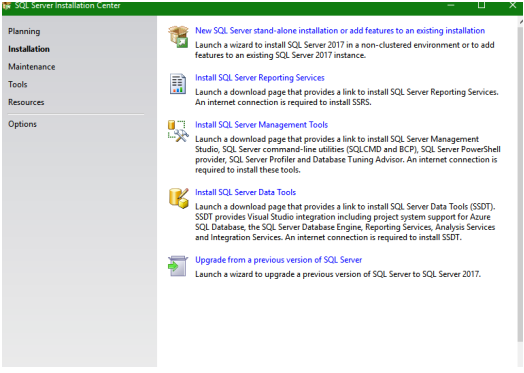 SQL Server Installation Center
Planning
Installation
Maintenance
Tools
Resources
Options
New SQL Server stand-alone installation or add features to an existing installation
Launch a wizard to install SQL Server 2017 in a non-clustered environment or to add
features to an existing SQL Server 2017 instance.
Install SQL Server Reporting Services
Launch a download page that provides a link to install SQL Server Reporting Services.
An internet connection is required to install SSRS.
Install SQL Server Management Tools
Launch a download page that provides a link to install SQL Server Management
Studio, SQL Server command-line utilities (SQLCMD and BCP), SQL Server PowerShell
provider, SQL Server Profiler and Database Tuning Advisor. An internet connection is
required to install these tools.
Install SQL Server Data Tools
Launch a download page that provides a link to install SQL Server Data Tools (SSDT).
SSDT provides Visual Studio integration including project system support for Azure
SQL Database, the SQL Server Database Engine, Reporting Services, Analysis Services
and Integration Services. An internet connection is required to install SSDT.
Upgrade from a previous version of SQL Server
Launch a wizard to upgrade a previous version of SQL Server to SQL Server 2017.